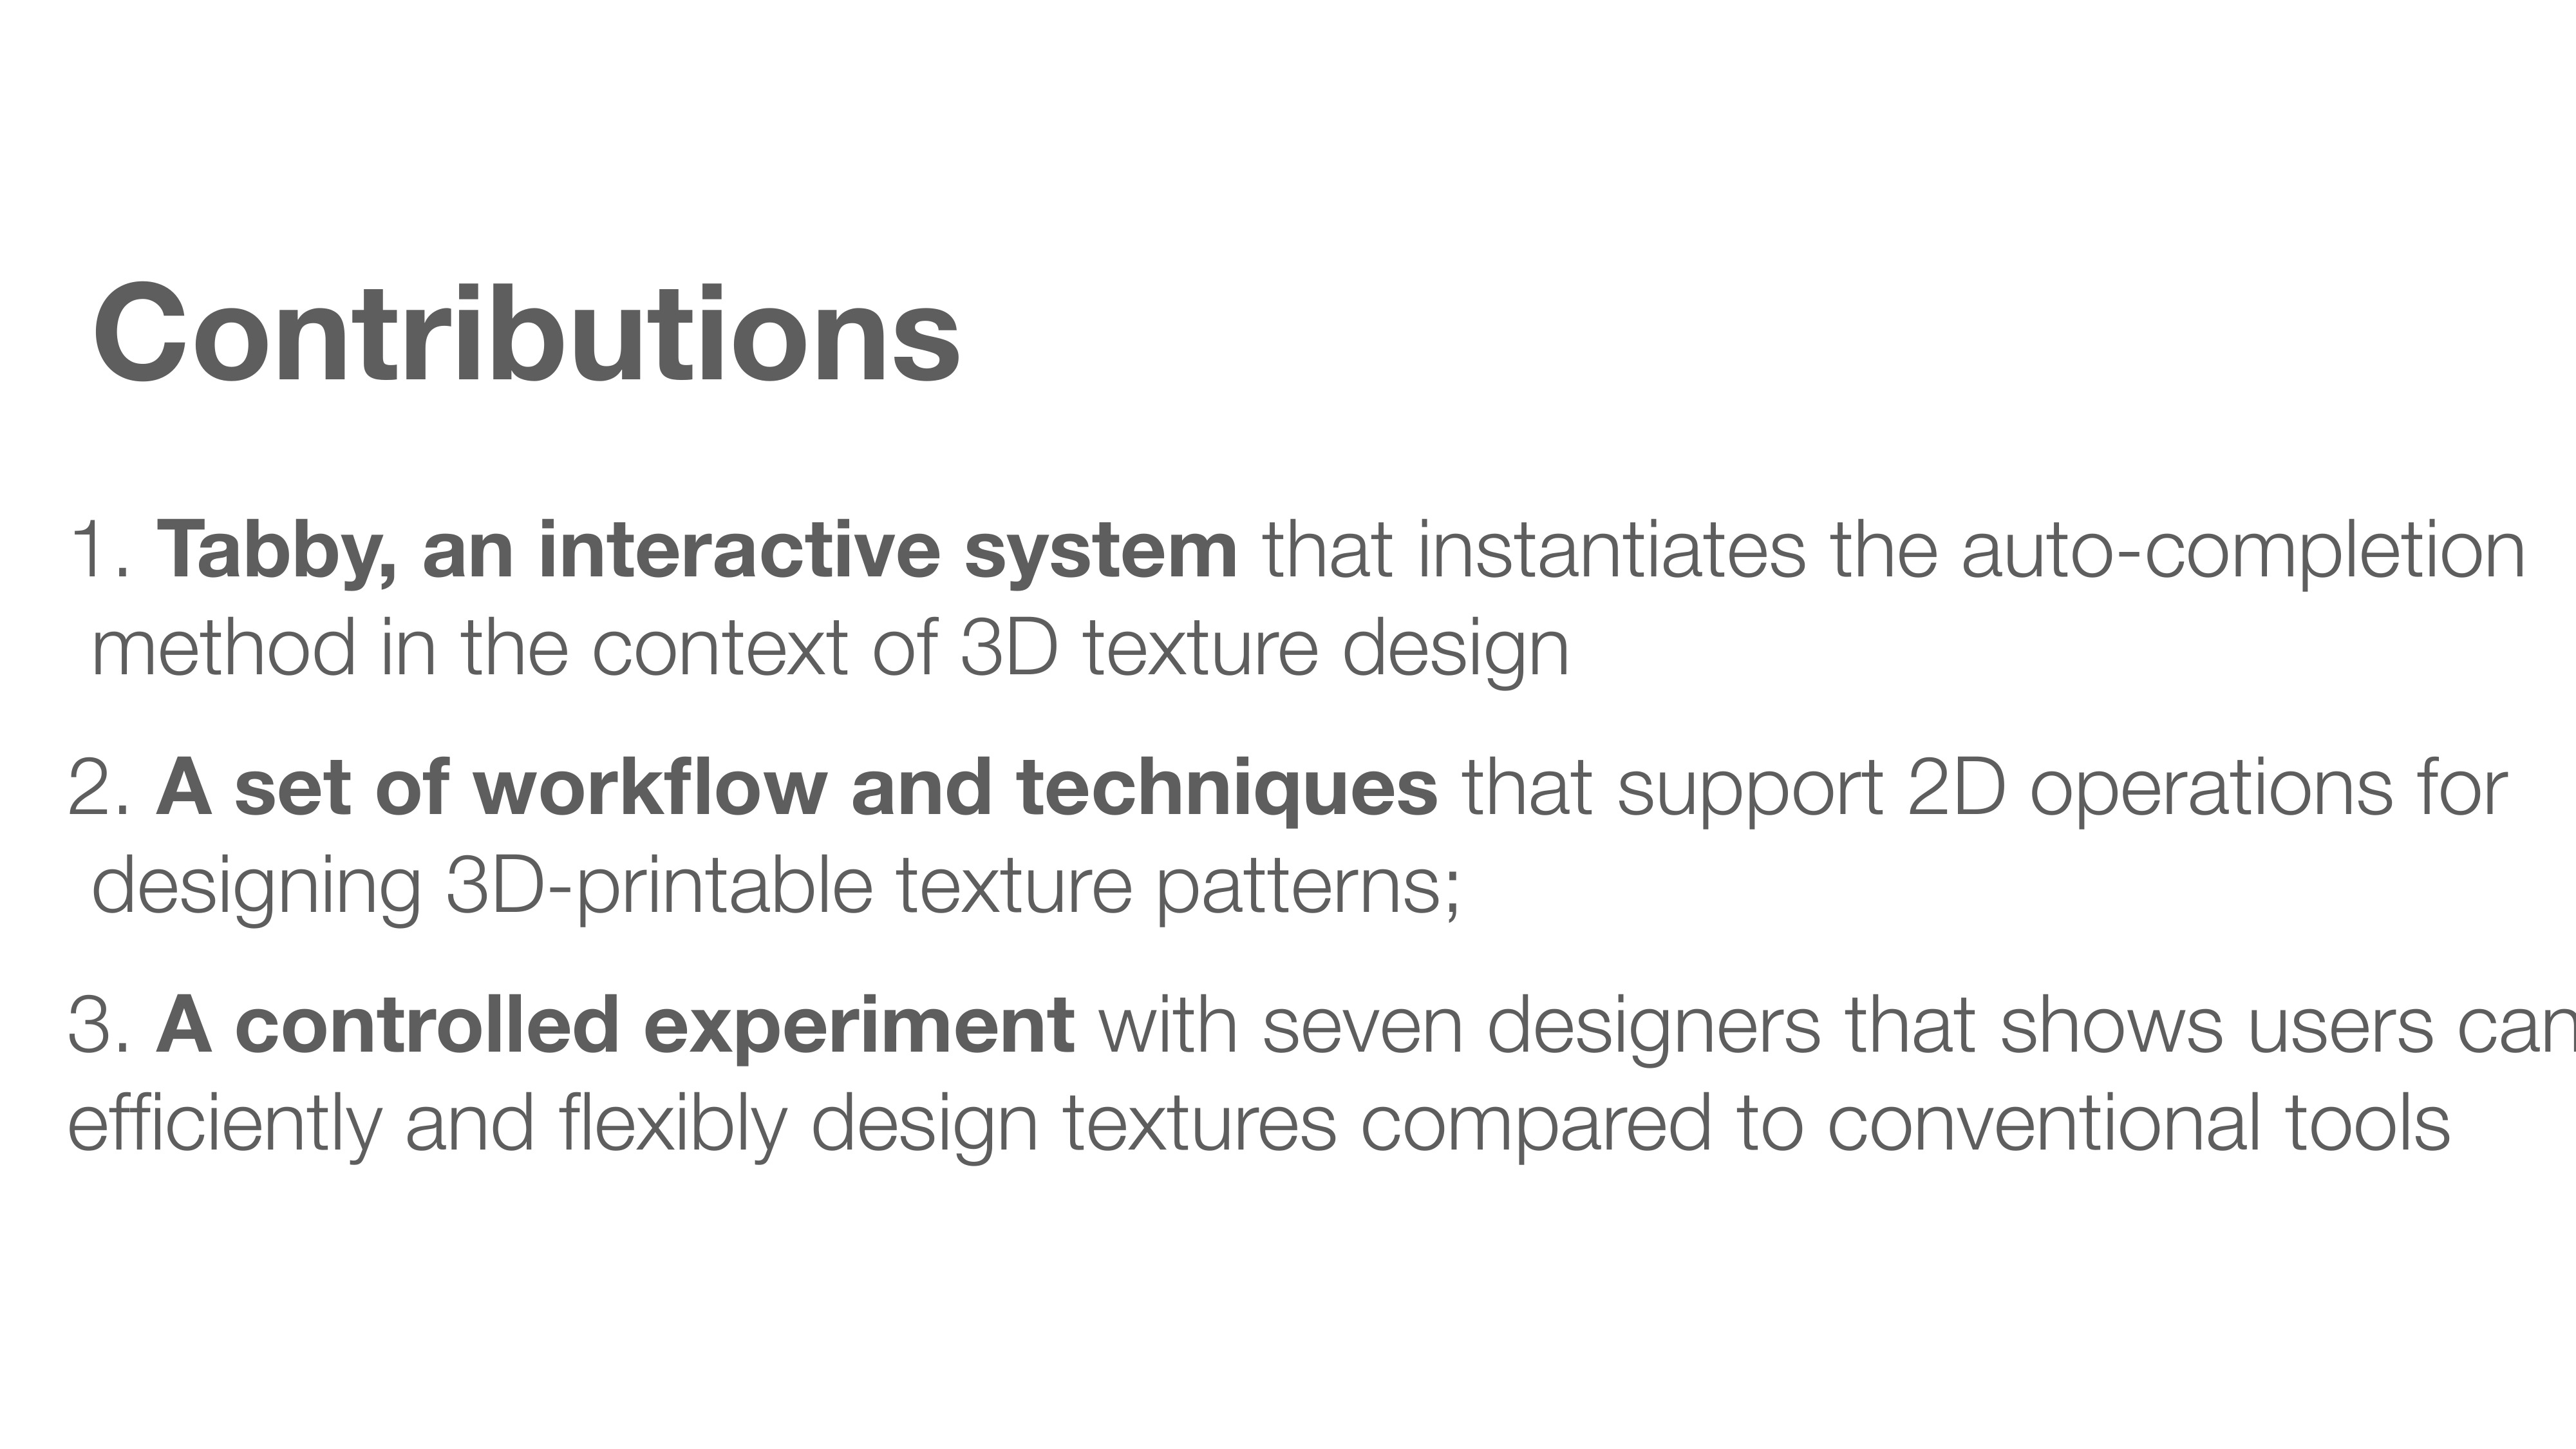 Contributions
1. Tabby, an interactive system that instantiates the auto-completion
method in the context of 3D texture design
2. A set of workflow and techniques that support 2D operations for
designing 3D-printable texture patterns;
3. A controlled experiment with seven designers that shows users can
efficiently and flexibly design textures compared to conventional tools